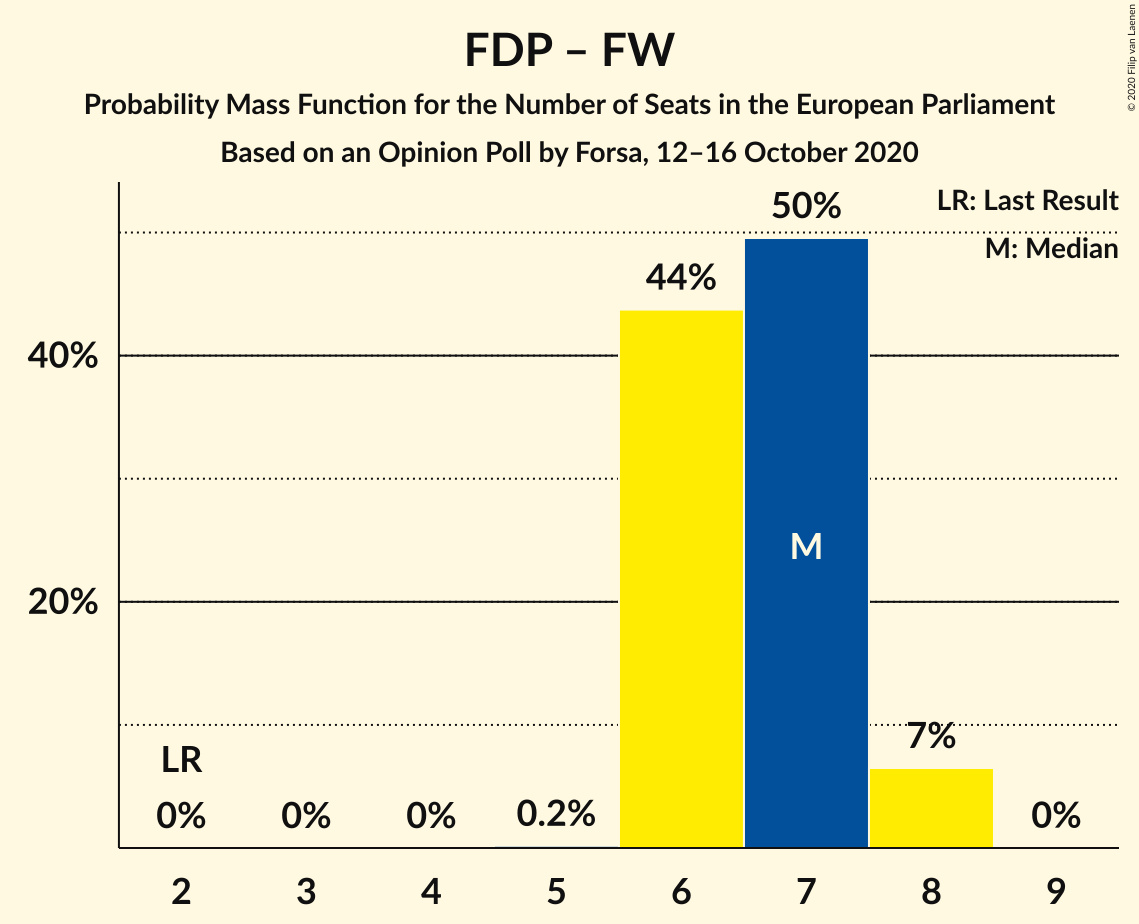 FDP – FW
Probability Mass Function for the Number of Seats in the European Parliament
Based on an Opinion Poll by Forsa, 12–16 October 2020
© 2020 Filip van Laenen
LR: Last Result
M: Median
50%
44%
40%
M
20%
7%
LR
0%
0%
0%
0.2%
0%
2 3 4 5 6 7 8 9